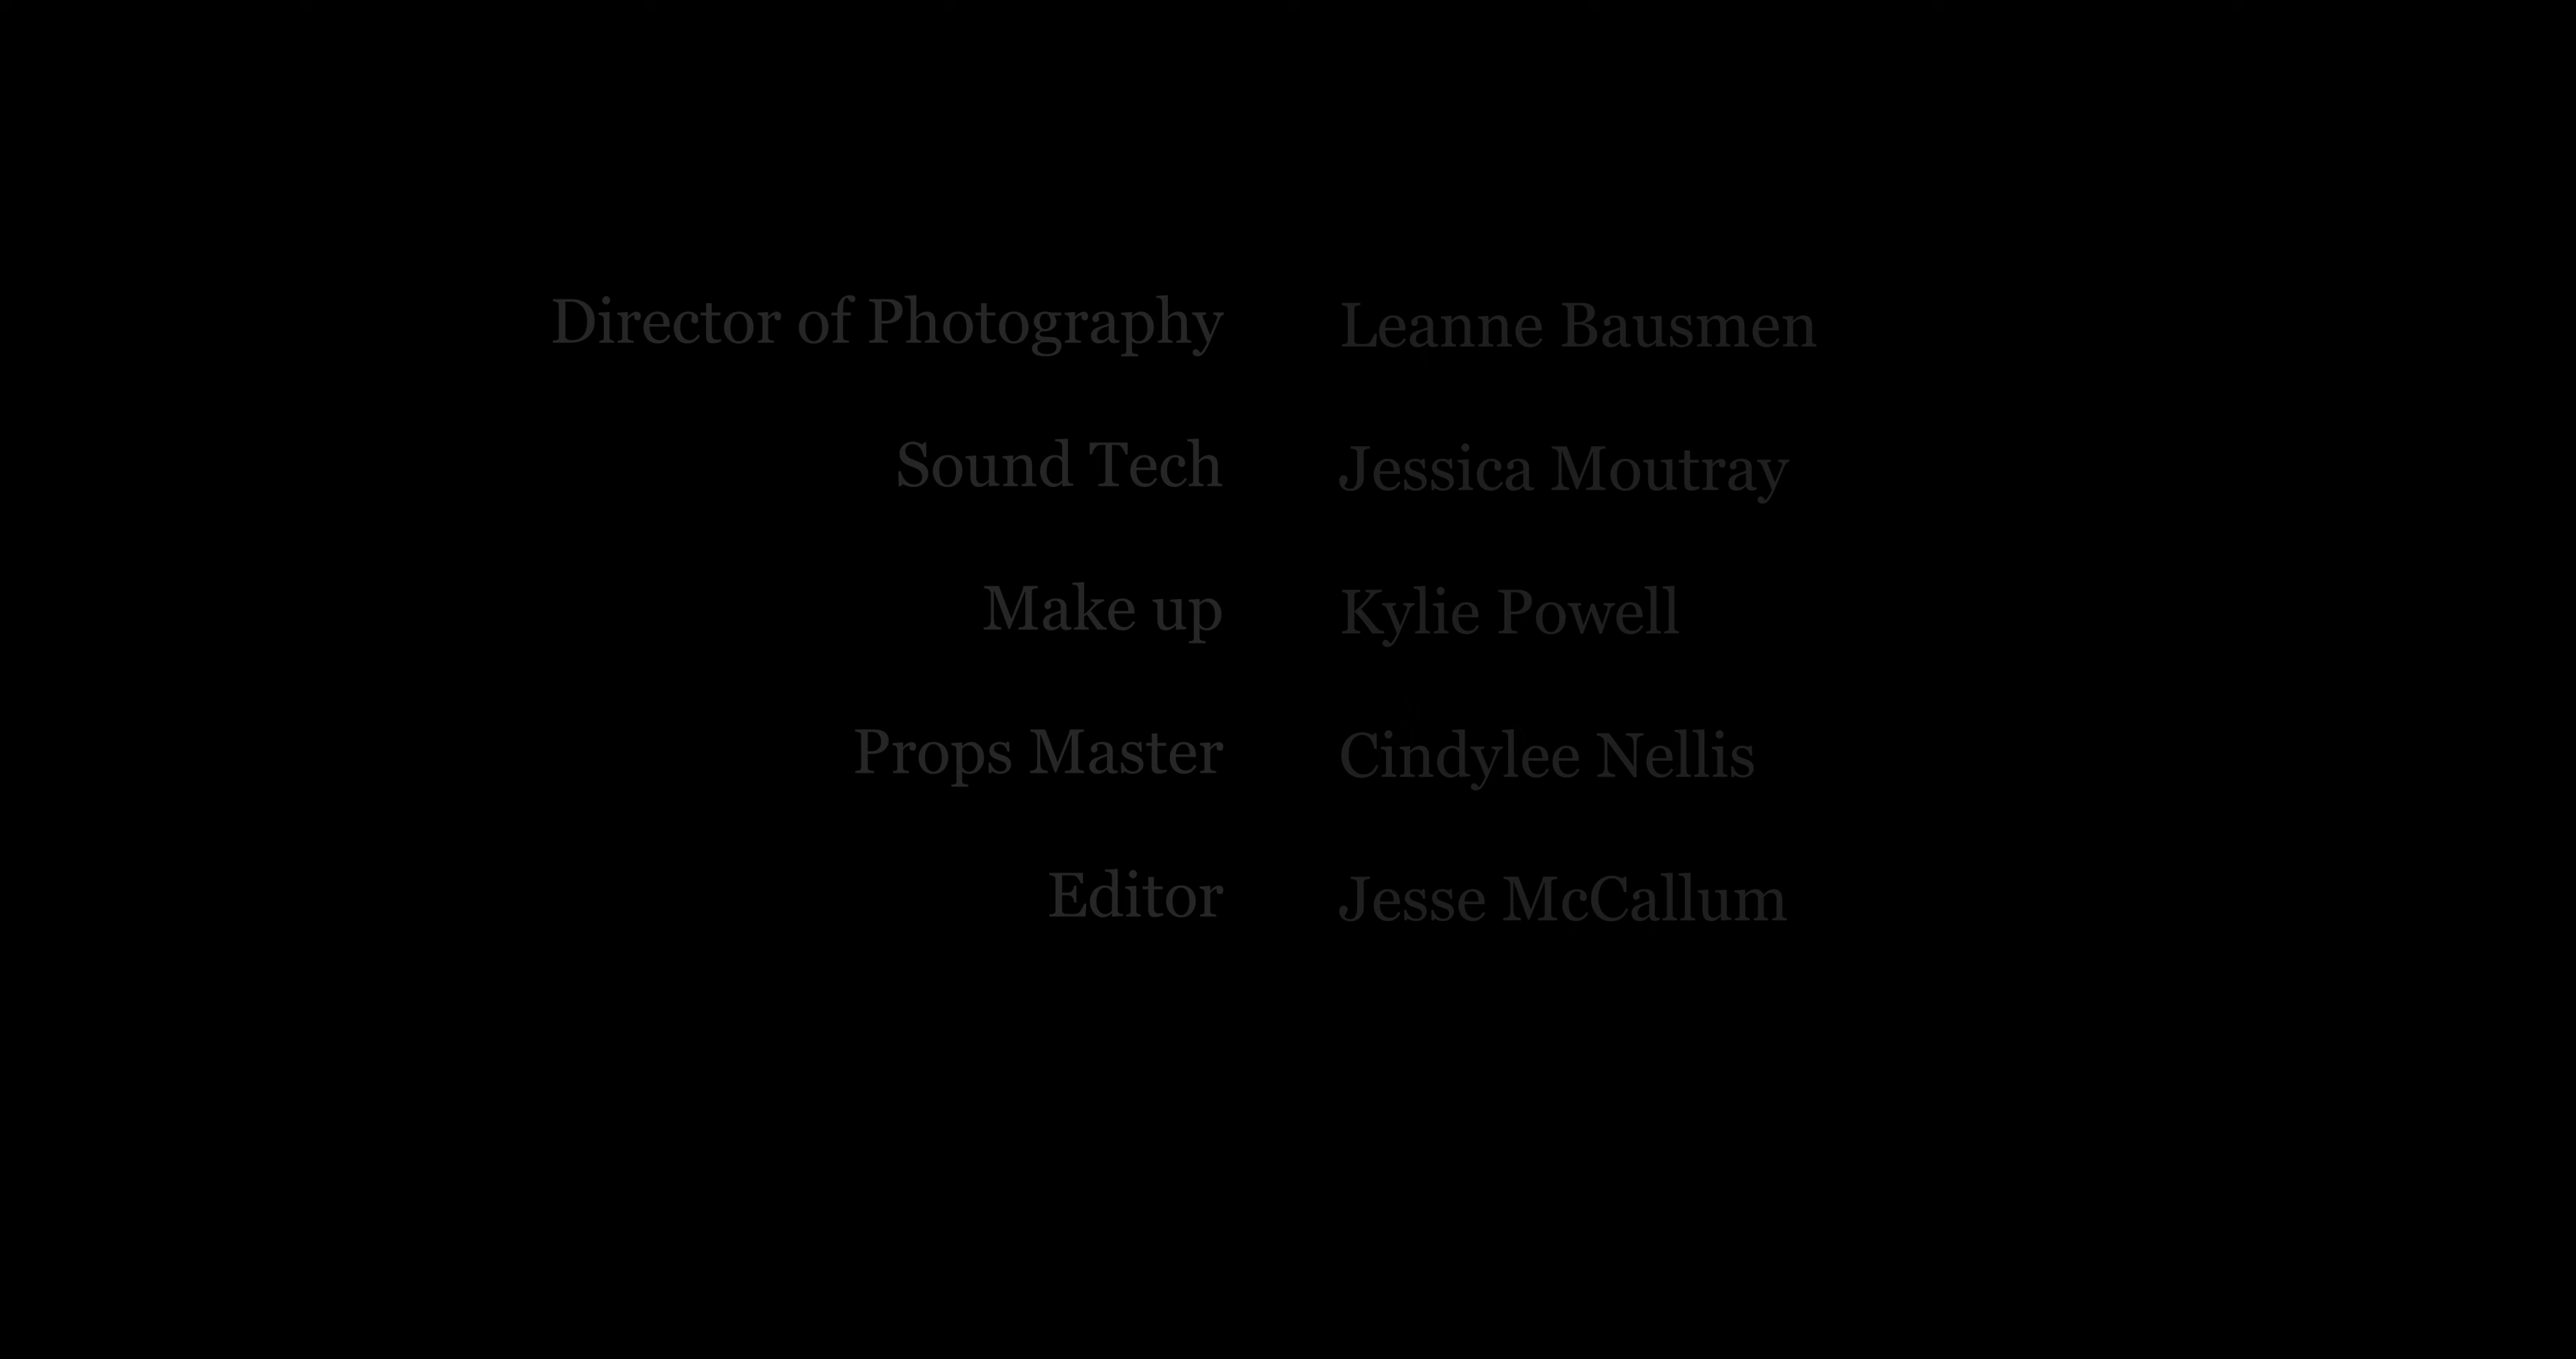 Director of Photography Leanne Bausmen
Sound Tech Jessica Moutray
Make up Kylie Powell
Props Master Cindylee Nellis
Editor Jesse McCallum